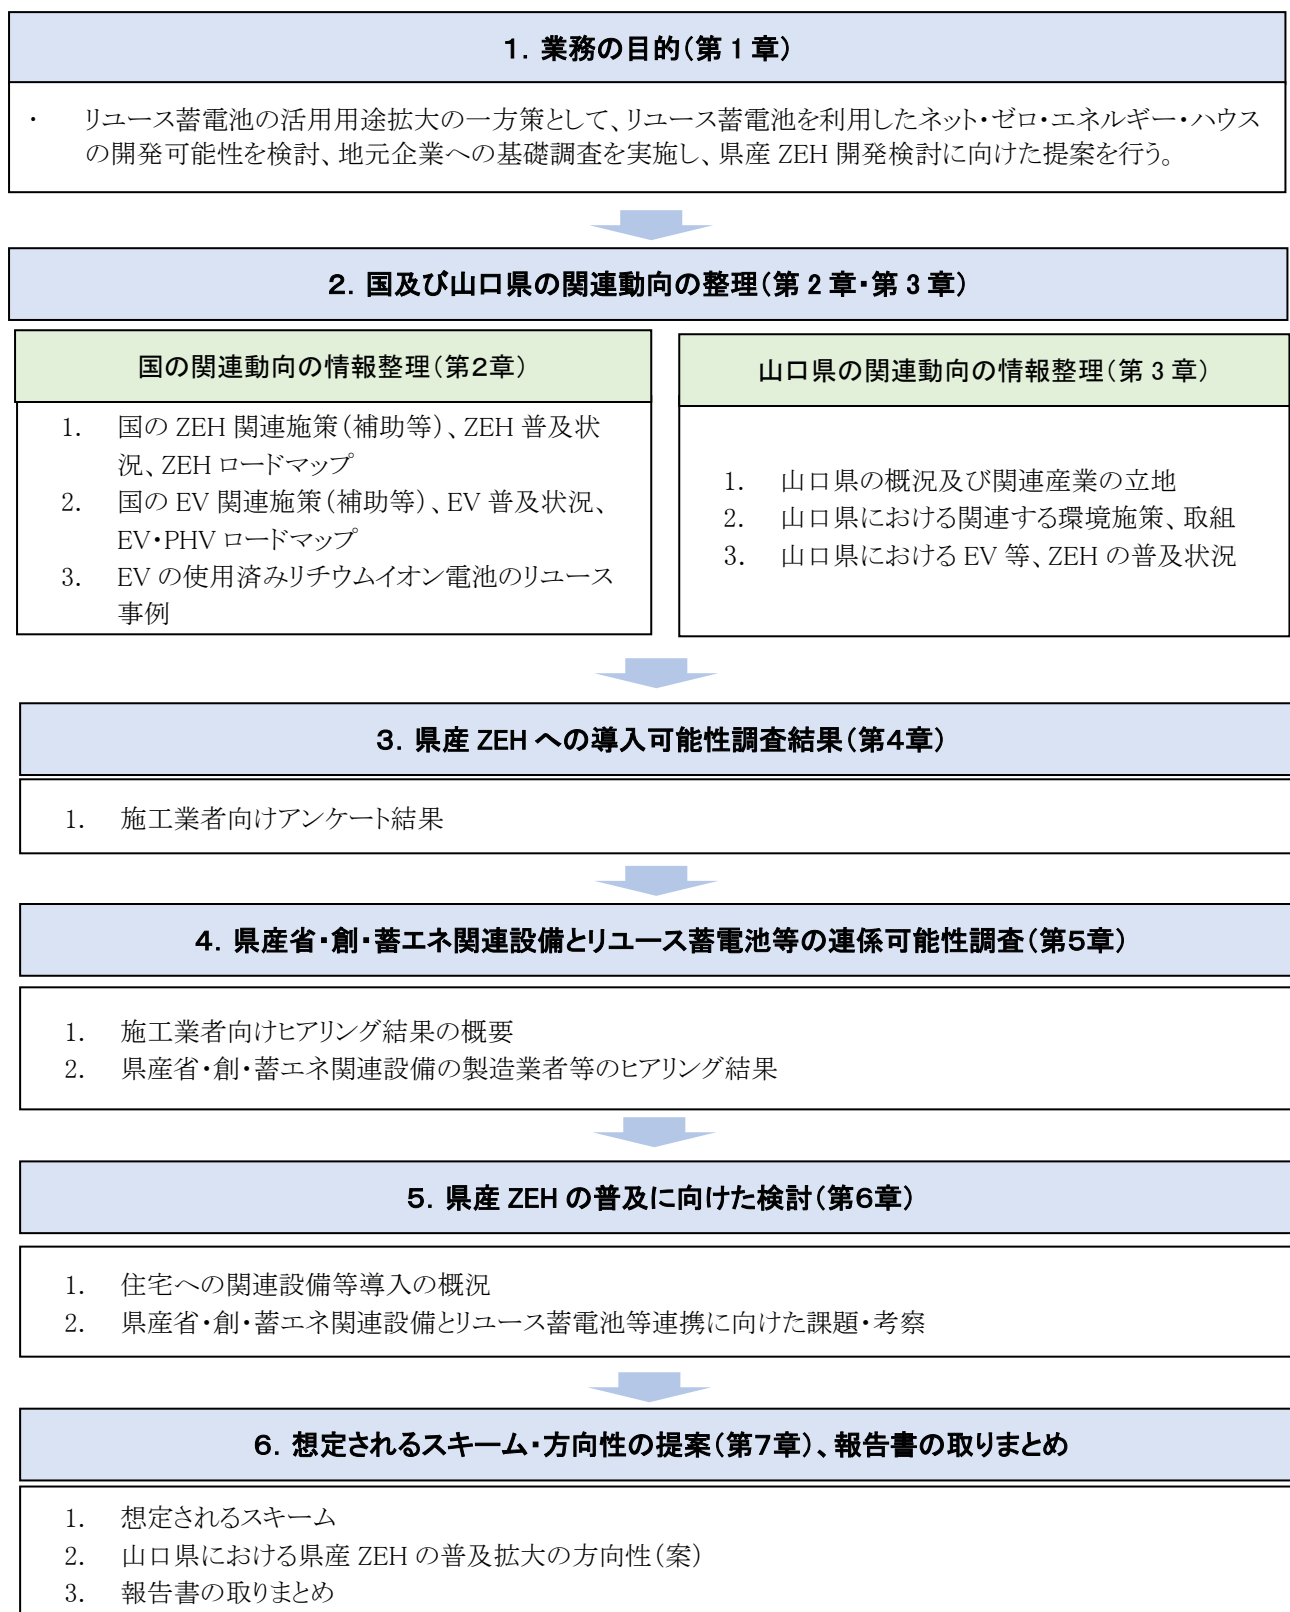 １．業務の目的（第１章）
・ リユース蓄電池の活用用途拡大の一方策として、リユース蓄電池を利用したネット・ゼロ・エネルギー・ハウス
の開発可能性を検討、地元企業への基礎調査を実施し、県産 ZEH 開発検討に向けた提案を行う。
２．国及び山口県の関連動向の整理（第２章・第３章）
国の関連動向の情報整理（第２章）
1. 国の ZEH 関連施策（補助等）、ZEH 普及状
況、ZEH ロードマップ
2. 国の EV 関連施策（補助等）、EV 普及状況、
EV・PHV ロードマップ
3. EV の使用済みリチウムイオン電池のリユース
事例
山口県の関連動向の情報整理（第３章）
1. 山口県の概況及び関連産業の立地
2. 山口県における関連する環境施策、取組
3. 山口県における EV 等、ZEH の普及状況
３．県産 ZEH への導入可能性調査結果（第４章）
1. 施工業者向けアンケート結果
４．県産省・創・蓄エネ関連設備とリユース蓄電池等の連係可能性調査（第５章）
1. 施工業者向けヒアリング結果の概要
2. 県産省・創・蓄エネ関連設備の製造業者等のヒアリング結果
５．県産 ZEH の普及に向けた検討（第６章）
1. 住宅への関連設備等導入の概況
2. 県産省・創・蓄エネ関連設備とリユース蓄電池等連携に向けた課題・考察
６．想定されるスキーム・方向性の提案（第７章）、報告書の取りまとめ
1. 想定されるスキーム
2. 山口県における県産 ZEH の普及拡大の方向性（案）
3. 報告書の取りまとめ